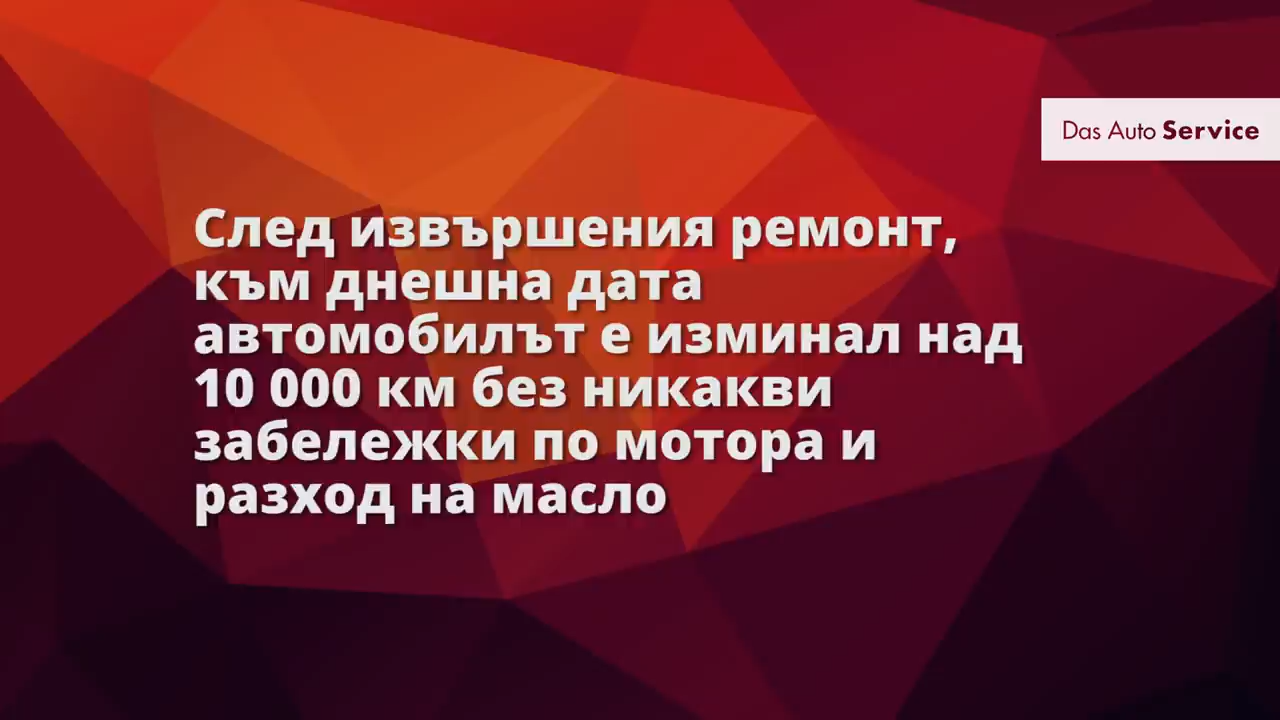 Das Auto Service
След извършения ремонт,
към днешна дата
автомобилът е изминал над
10 000 км без никакви
забележки по мотора и
разход на масло